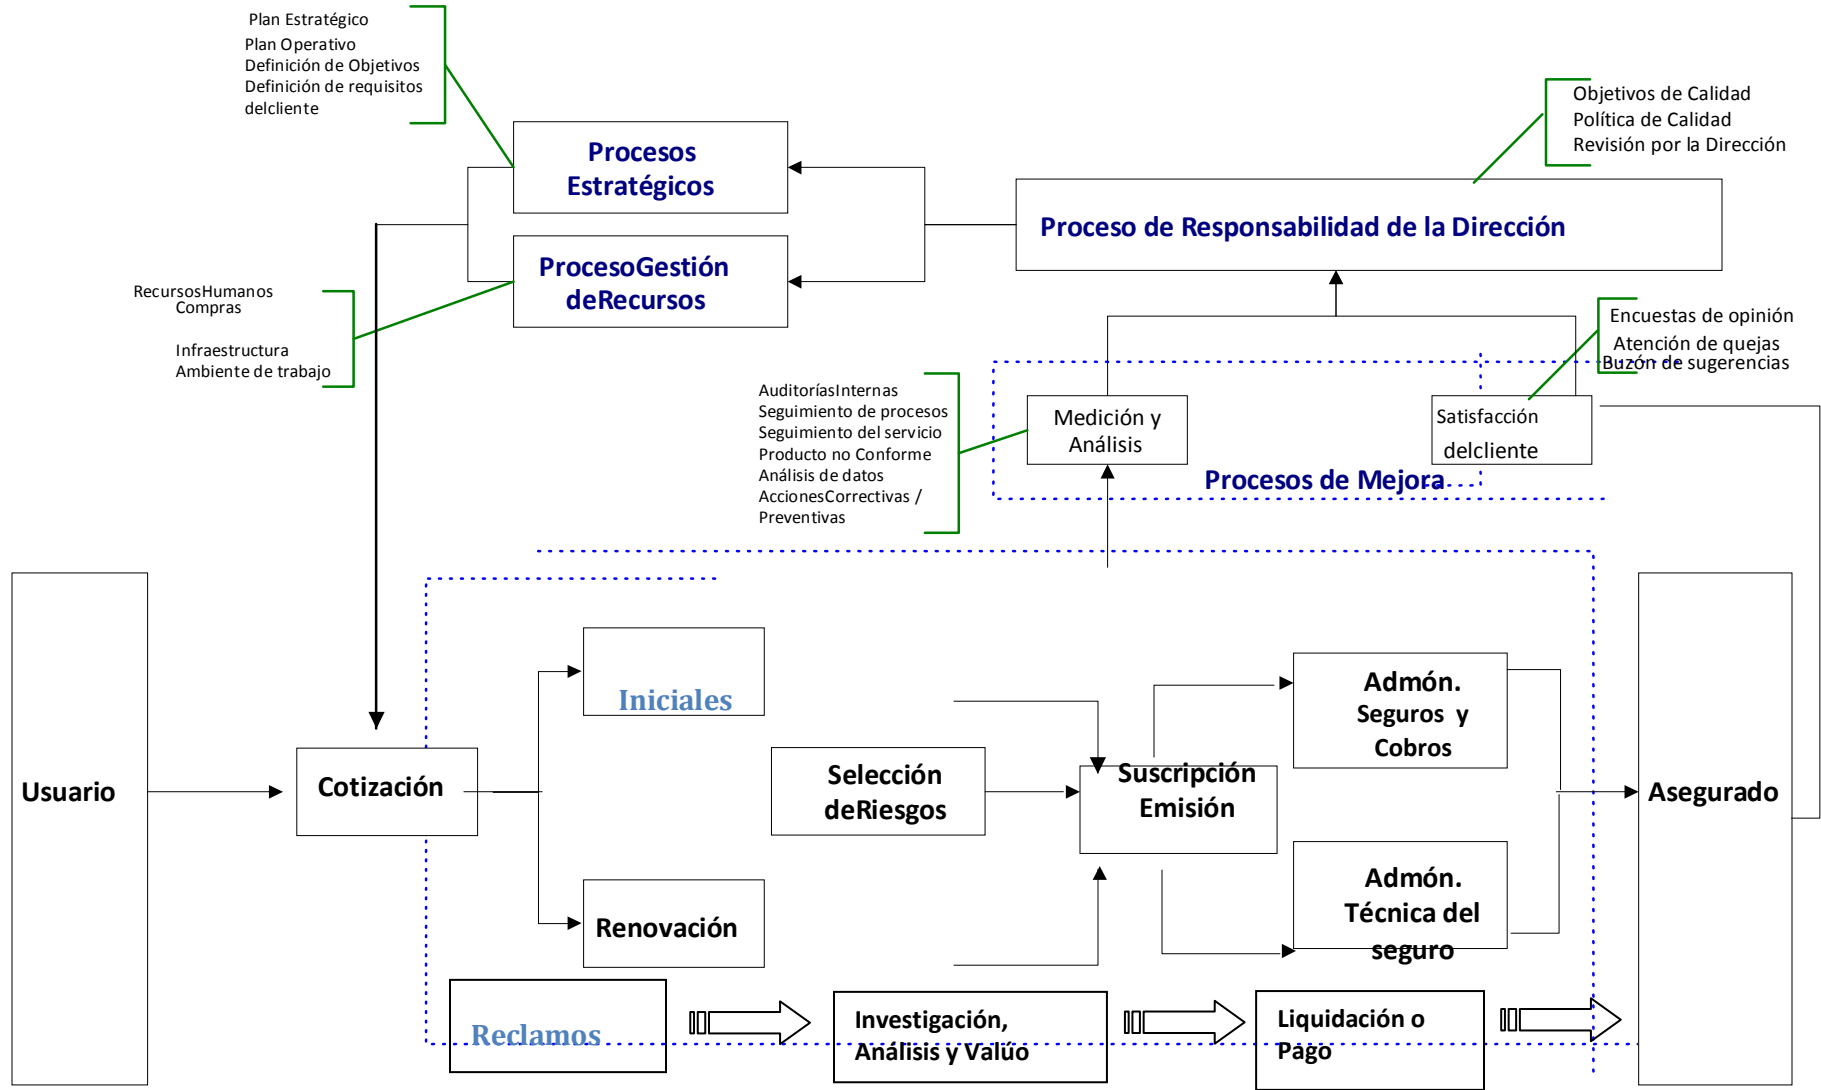 Plan Estratégico
Plan Operativo
Definición de Objetivos
Definición de requisitos
delcliente
Objetivos de Calidad
Política de Calidad
Revisión por la Dirección
Procesos
Estratégicos
Proceso de Responsabilidad de la Dirección
ProcesoGestión
deRecursos
RecursosHumanos
Compras
Infraestructura
Ambiente de trabajo
Encuestas de opinión
Atención de quejas
Buzón de sugerencias
AuditoríasInternas
Seguimiento de procesos
Seguimiento del servicio
Producto no Conforme
Análisis de datos
AccionesCorrectivas /
Preventivas
Medición y
Análisis
Satisfacción
delcliente
Procesos de Mejora
Usuario
Cotización
Iniciales
Renovación
Selección
deRiesgos
Suscripción
Emisión
Admón.
Seguros y
Cobros
Admón.
Técnica del
seguro
Asegurado
Reclamos
Investigación,
Análisis y Valúo
Liquidación o
Pago